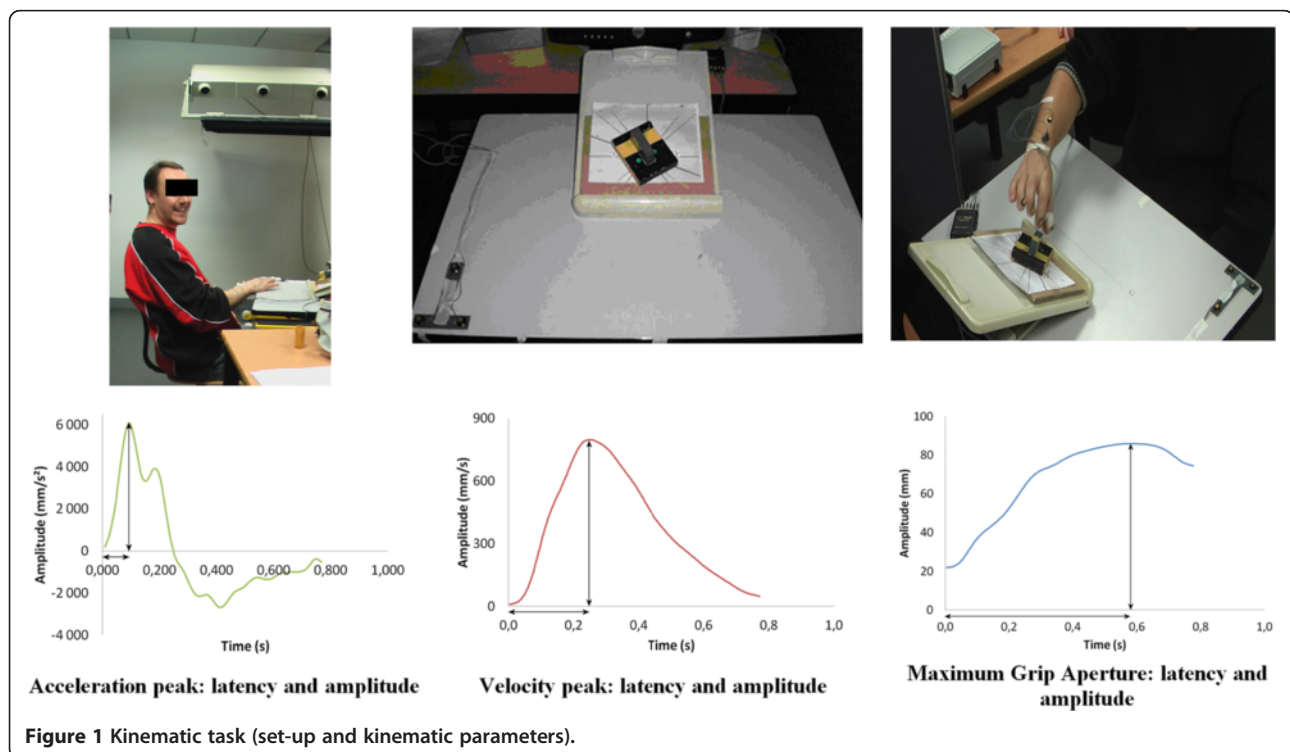 6 000
4 000
2 000
0
-2 000
-4 000
Amplitude (mm/s²)
0,000 0,200 0,400 0,600 0,800 1,000
Time (s)
Acceleration peak: latency and amplitude
900
600
300
0
Amplitude (mm/s)
0,0 0,2 0,4 0,6 0,8 1,0
Time (s)
Velocity peak: latency and amplitude
100
80
60
40
20
0
Amplitude (mm)
0,0 0,2 0,4 0,6 0,8 1,0
Time (s)
Maximum Grip Aperture: latency and
amplitude
Figure 1 Kinematic task (set-up and kinematic parameters).